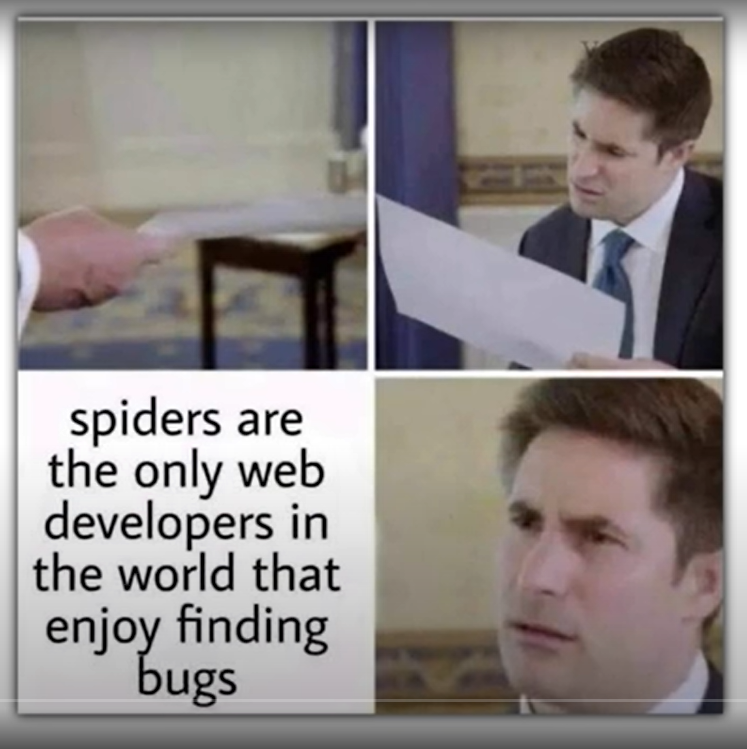 spiders are
the only web
developers in
the world that
enjoy finding
bugs